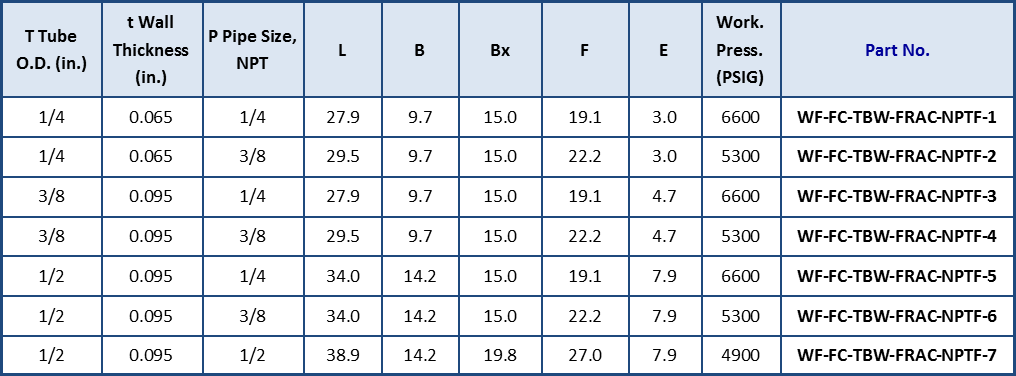 T Tube O.D. (in.) t Wall Thickness (in.) P Pipe Size, NPT L B Bx F E Work. Press. (PSIG) Part No.
1/4 0.065 1/4 27.9 9.7 15.0 19.1 3.0 6600 WF-FC-TBW-FRAC-NPTF-1
1/4 0.065 3/8 29.5 9.7 15.0 22.2 3.0 5300 WF-FC-TBW-FRAC-NPTF-2
3/8 0.095 1/4 27.9 9.7 15.0 19.1 4.7 6600 WF-FC-TBW-FRAC-NPTF-3
3/8 0.095 3/8 29.5 9.7 15.0 22.2 4.7 5300 WF-FC-TBW-FRAC-NPTF-4
1/2 0.095 1/4 34.0 14.2 15.0 19.1 7.9 6600 WF-FC-TBW-FRAC-NPTF-5
1/2 0.095 3/8 34.0 14.2 15.0 22.2 7.9 5300 WF-FC-TBW-FRAC-NPTF-6
1/2 0.095 1/2 38.9 14.2 19.8 27.0 7.9 4900 WF-FC-TBW-FRAC-NPTF-7